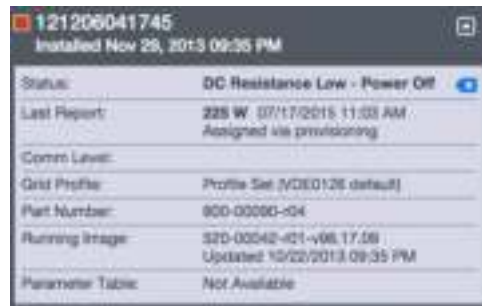 121206041745
Installed Nov 29, 2013 09:35 PM
Status: DC Resistance Low - Power Off
Last Report: 225 W 07/17/2015 11:03 AM
Assigned via provisioning
Comm Level:
Grid Profile: Profile Set (VDE0126 default)
Part Number: 800-00090-r04
Running Image: 520-00042-r01-v96.17.09
Updated 10/22/2013 09:35 PM
Parameter Table: Not Available